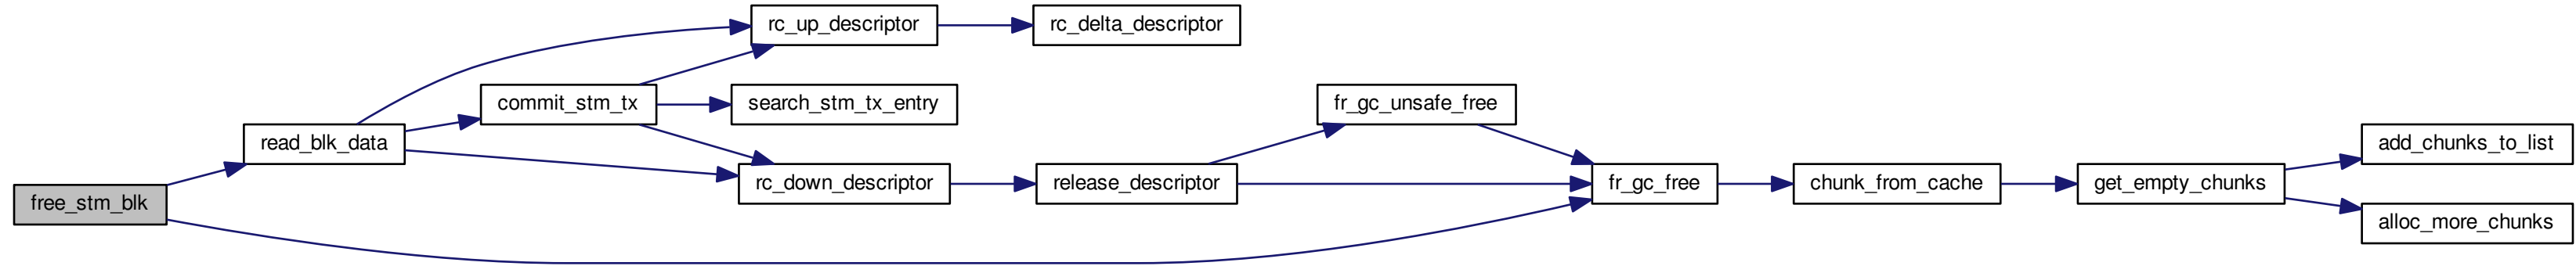 free_stm_blk
read_blk_data
commit_stm_tx
rc_up_descriptor
rc_delta_descriptor
search_stm_tx_entry
rc_down_descriptor
release_descriptor
fr_gc_unsafe_free
fr_gc_free
chunk_from_cache
get_empty_chunks
add_chunks_to_list
alloc_more_chunks